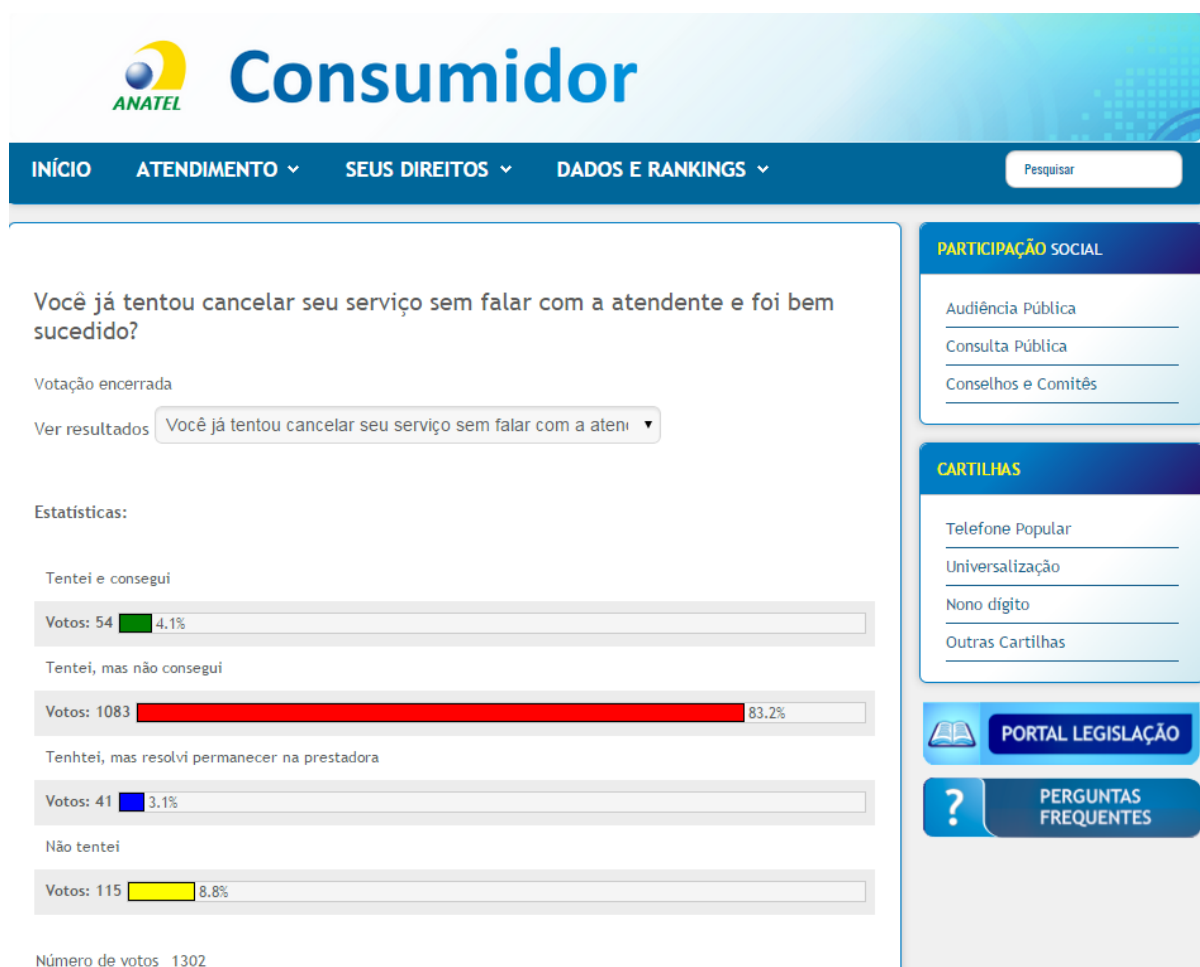 ANATEL
Consumidor
INÍCIO ATENDIMENTO SEUS DIREITOS DADOS E RANKINGS Pesquisar
Você já tentou cancelar seu serviço sem falar com a atendente e foi bem
sucedido?
Votação encerrada
Ver resultados Você já tentou cancelar seu serviço sem falar com a aten
Estatísticas:
Tentei e consegui
Votos: 54 4.1%
Tentei, mas não consegui
Votos: 1083 83.2%
Tenhtei, mas resolvi permanecer na prestadora
Votos: 41 3.1%
Não tentei
Votos: 115 8.8%
Número de votos 1302
PARTICIPAÇÃO SOCIAL
Audiência Pública
Consulta Pública
Conselhos e Comitês
CARTILHAS
Telefone Popular
Universalização
Nono dígito
Outras Cartilhas
PORTAL LEGISLAÇÃO
?
PERGUNTAS
FREQUENTES